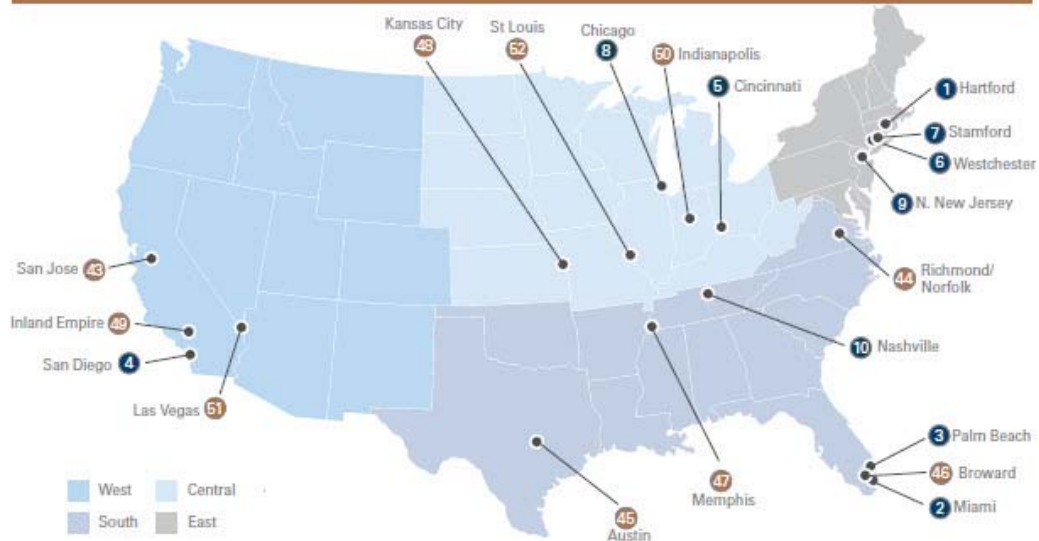 Kansas City
48
St Louis
52
Chicago
8
50 Indianapolis
5 Cincinnati
1 Hartford
7 Stamford
6 Westchester
9 N. New Jersey
San Jose 43
44 Richmond/
Norfolk
Inland Empire 49
San Diego 4
10 Nashville
Las Vegas 51
3 Palm Beach
46 Broward
2 Miami
47
Memphis
45
Austin
West
Central
South
East